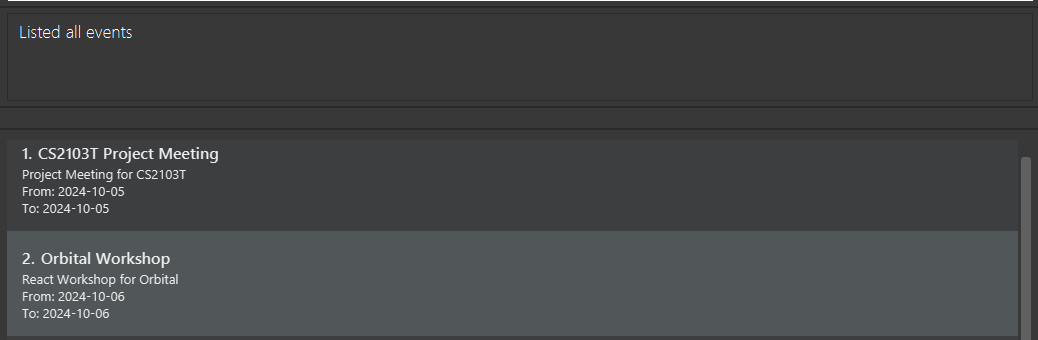 Listed all events
1. CS2103T Project Meeting
Project Meeting for CS2103T
From: 2024-10-05
To: 2024-10-05
2. Orbital Workshop
React Workshop for Orbital
From: 2024-10-06
To: 2024-10-06